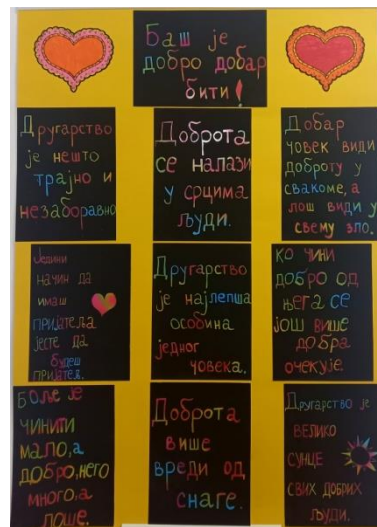 Баш је
добро добар
бити!
Другарство
је нешто
трајно и
незаборавно
Доброта
се налази
у срцима
људи.
Добар
човек види
доброту у
свакоме, а
лош види у
свему зло.
Једини
начин да
имаш
пријатеља
јесте да
будеш
пријатељ.
Другарство
је најлепша
особина
једног
човека.
Ко чини
добро од
њега се
још више
добра
очекује.
Боље је
чинити
мало, а
добро, него
много, а
лоше.
Доброта
више
вреди од
снаге.
Другарство је
велико
сунце
свих добрих
људи.